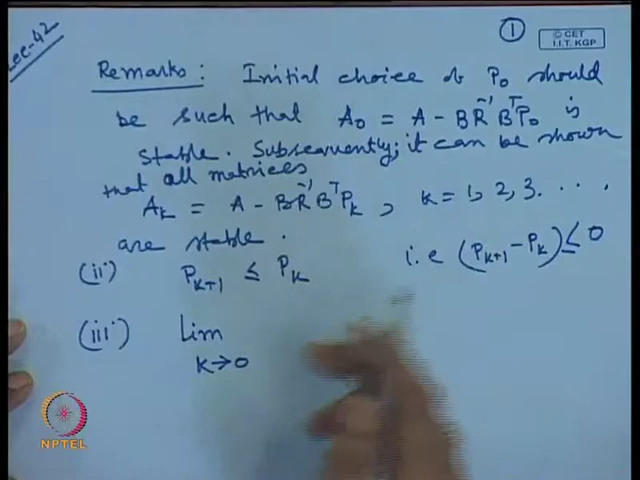 Lec-42
①
© CET
I.I.T. KGP
Remarks: Initial choice of P₀ should
be such that A₀ = A - BR⁻¹BᵀP₀ is
stable. Subsequently, it can be shown
that all matrices
Aₖ = A - BR⁻¹BᵀPₖ, k = 1, 2, 3. . . . .
are stable.
(ii) Pₖ₊₁ ≤ Pₖ i.e (Pₖ₊₁ - Pₖ) ≤ 0
(iii) Lim
k→0
NPTEL